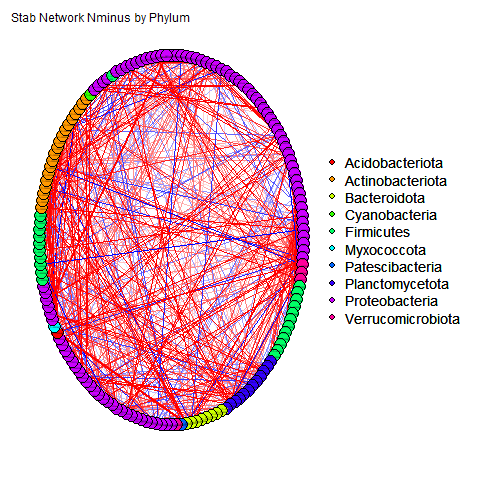 Stab Network Nminus by Phylum
Acidobacteriota
Actinobacteriota
Bacteroidota
Cyanobacteria
Firmicutes
Myxococcota
Patescibacteria
Planctomycetota
Proteobacteria
Verrucomicrobiota